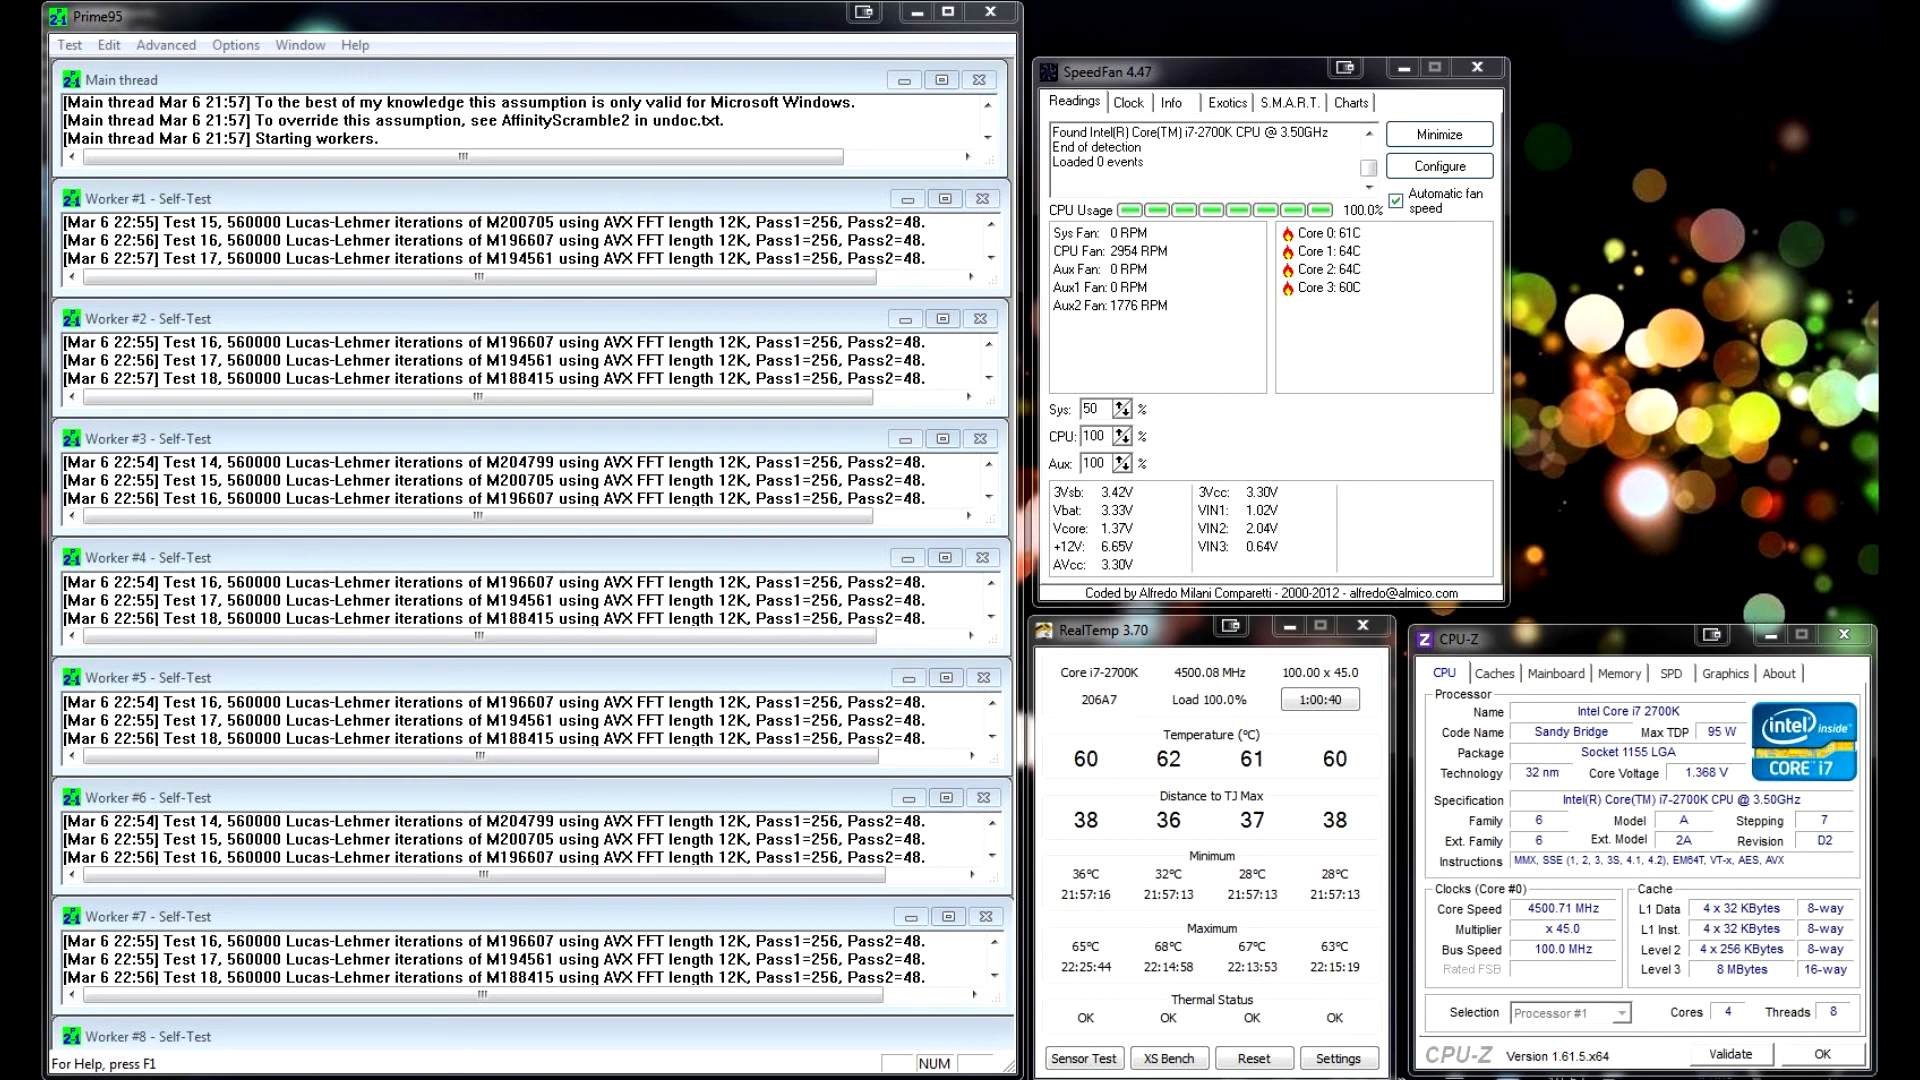 Prime95
Test Edit Advanced Options Window Help
Main thread
[Main thread Mar 6 21:57] To the best of my knowledge this assumption is only valid for Microsoft Windows.
[Main thread Mar 6 21:57] To override this assumption, see AffinityScramble2 in undoc.txt.
[Main thread Mar 6 21:57] Starting workers.
Worker #1 - Self-Test
[Mar 6 22:55] Test 15, 560000 Lucas-Lehmer iterations of M200705 using AVX FFT length 12K, Pass1=256, Pass2=48.
[Mar 6 22:56] Test 16, 560000 Lucas-Lehmer iterations of M196607 using AVX FFT length 12K, Pass1=256, Pass2=48.
[Mar 6 22:57] Test 17, 560000 Lucas-Lehmer iterations of M194561 using AVX FFT length 12K, Pass1=256, Pass2=48.
Worker #2 - Self-Test
[Mar 6 22:55] Test 16, 560000 Lucas-Lehmer iterations of M196607 using AVX FFT length 12K, Pass1=256, Pass2=48.
[Mar 6 22:56] Test 17, 560000 Lucas-Lehmer iterations of M194561 using AVX FFT length 12K, Pass1=256, Pass2=48.
[Mar 6 22:57] Test 18, 560000 Lucas-Lehmer iterations of M188415 using AVX FFT length 12K, Pass1=256, Pass2=48.
Worker #3 - Self-Test
[Mar 6 22:54] Test 14, 560000 Lucas-Lehmer iterations of M204799 using AVX FFT length 12K, Pass1=256, Pass2=48.
[Mar 6 22:55] Test 15, 560000 Lucas-Lehmer iterations of M200705 using AVX FFT length 12K, Pass1=256, Pass2=48.
[Mar 6 22:56] Test 16, 560000 Lucas-Lehmer iterations of M196607 using AVX FFT length 12K, Pass1=256, Pass2=48.
Worker #4 - Self-Test
[Mar 6 22:54] Test 16, 560000 Lucas-Lehmer iterations of M196607 using AVX FFT length 12K, Pass1=256, Pass2=48.
[Mar 6 22:55] Test 17, 560000 Lucas-Lehmer iterations of M194561 using AVX FFT length 12K, Pass1=256, Pass2=48.
[Mar 6 22:56] Test 18, 560000 Lucas-Lehmer iterations of M188415 using AVX FFT length 12K, Pass1=256, Pass2=48.
Worker #5 - Self-Test
[Mar 6 22:54] Test 16, 560000 Lucas-Lehmer iterations of M196607 using AVX FFT length 12K, Pass1=256, Pass2=48.
[Mar 6 22:55] Test 17, 560000 Lucas-Lehmer iterations of M194561 using AVX FFT length 12K, Pass1=256, Pass2=48.
[Mar 6 22:56] Test 18, 560000 Lucas-Lehmer iterations of M188415 using AVX FFT length 12K, Pass1=256, Pass2=48.
Worker #6 - Self-Test
[Mar 6 22:54] Test 14, 560000 Lucas-Lehmer iterations of M204799 using AVX FFT length 12K, Pass1=256, Pass2=48.
[Mar 6 22:55] Test 15, 560000 Lucas-Lehmer iterations of M200705 using AVX FFT length 12K, Pass1=256, Pass2=48.
[Mar 6 22:56] Test 16, 560000 Lucas-Lehmer iterations of M196607 using AVX FFT length 12K, Pass1=256, Pass2=48.
Worker #7 - Self-Test
[Mar 6 22:55] Test 16, 560000 Lucas-Lehmer iterations of M196607 using AVX FFT length 12K, Pass1=256, Pass2=48.
[Mar 6 22:55] Test 17, 560000 Lucas-Lehmer iterations of M194561 using AVX FFT length 12K, Pass1=256, Pass2=48.
[Mar 6 22:56] Test 18, 560000 Lucas-Lehmer iterations of M188415 using AVX FFT length 12K, Pass1=256, Pass2=48.
Worker #8 - Self-Test
For Help, press F1
NUM
SpeedFan 4.47
Readings Clock Info Exotics S.M.A.R.T. Charts
Found Intel(R) Core(TM) i7-2700K CPU @ 3.50GHz
End of detection
Loaded 0 events
Minimize
Configure
Automatic fan speed
CPU Usage 100.0%
Sys Fan: 0 RPM
CPU Fan: 2954 RPM
Aux Fan: 0 RPM
Aux1 Fan: 0 RPM
Aux2 Fan: 1776 RPM
Core 0: 61C
Core 1: 64C
Core 2: 64C
Core 3: 60C
Sys: 50 %
CPU: 100 %
Aux: 100 %
3Vsb: 3.42V
Vbat: 3.33V
Vcore: 1.37V
+12V: 6.65V
AVcc: 3.30V
3Vcc: 3.30V
VIN1: 1.02V
VIN2: 2.04V
VIN3: 0.64V
Coded by Alfredo Milani Comparetti - 2000-2012 - alfredo@almico.com
RealTemp 3.70
Core i7-2700K 4500.08 MHz 100.00 x 45.0
206A7 Load 100.0% 1:00:40
Temperature (°C)
60 62 61 60
Distance to TJ Max
38 36 37 38
Minimum
36°C 32°C 28°C 28°C
21:57:16 21:57:13 21:57:13 21:57:13
Maximum
65°C 68°C 67°C 63°C
22:25:44 22:14:58 22:13:53 22:15:19
Thermal Status
OK OK OK OK
Sensor Test XS Bench Reset Settings
CPU-Z
CPU Caches Mainboard Memory SPD Graphics About
Processor
Name Intel Core i7 2700K
Code Name Sandy Bridge Max TDP 95 W
Package Socket 1155 LGA
Technology 32 nm Core Voltage 1.368 V
intel inside
CORE i7
Specification Intel(R) Core(TM) i7-2700K CPU @ 3.50GHz
Family 6 Model A Stepping 7
Ext. Family 6 Ext. Model 2A Revision D2
Instructions MMX, SSE (1, 2, 3, 3S, 4.1, 4.2), EM64T, VT-x, AES, AVX
Clocks (Core #0)
Core Speed 4500.71 MHz
Multiplier x 45.0
Bus Speed 100.0 MHz
Rated FSB
Cache
L1 Data 4 x 32 KBytes 8-way
L1 Inst. 4 x 32 KBytes 8-way
Level 2 4 x 256 KBytes 8-way
Level 3 8 MBytes 16-way
Selection Processor #1 Cores 4 Threads 8
CPU-Z Version 1.61.5.x64 Validate OK